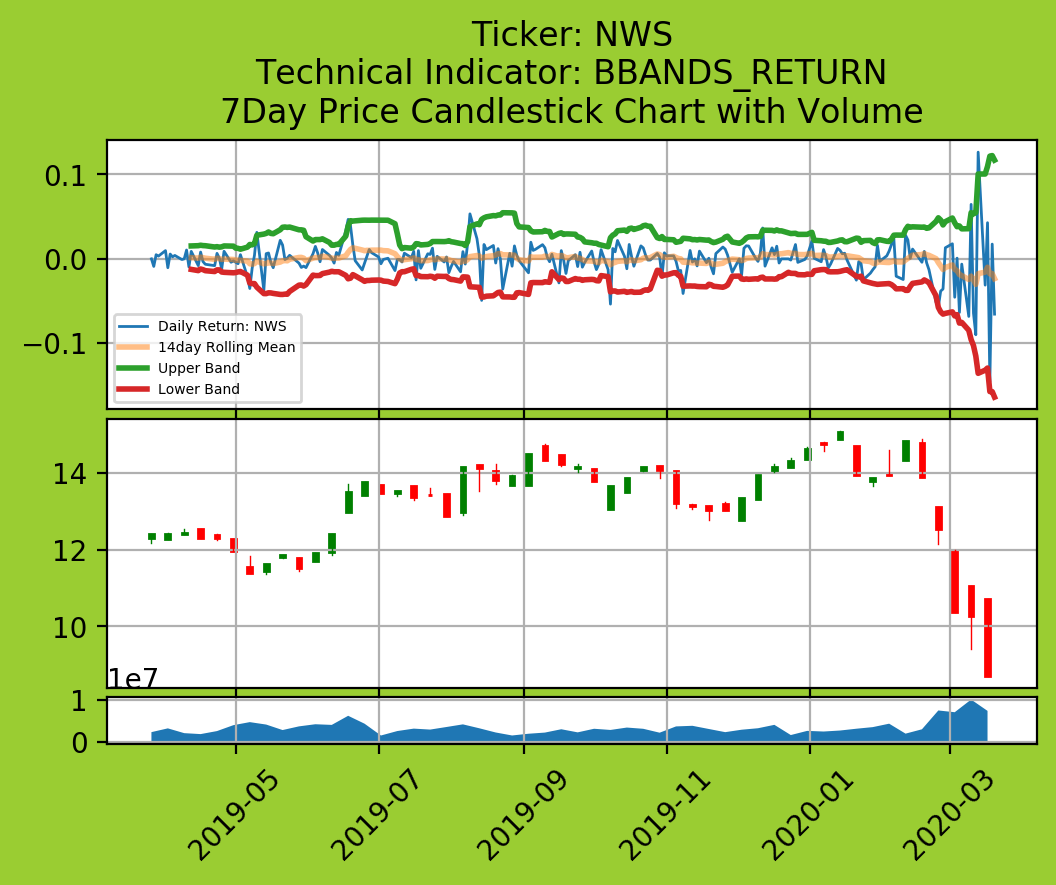 Ticker: NWS
Technical Indicator: BBANDS_RETURN
7Day Price Candlestick Chart with Volume
0.1
0.0
−0.1
Daily Return: NWS
14day Rolling Mean
Upper Band
Lower Band
14
12
10
1e7
1
0
2019-05
2019-07
2019-09
2019-11
2020-01
2020-03